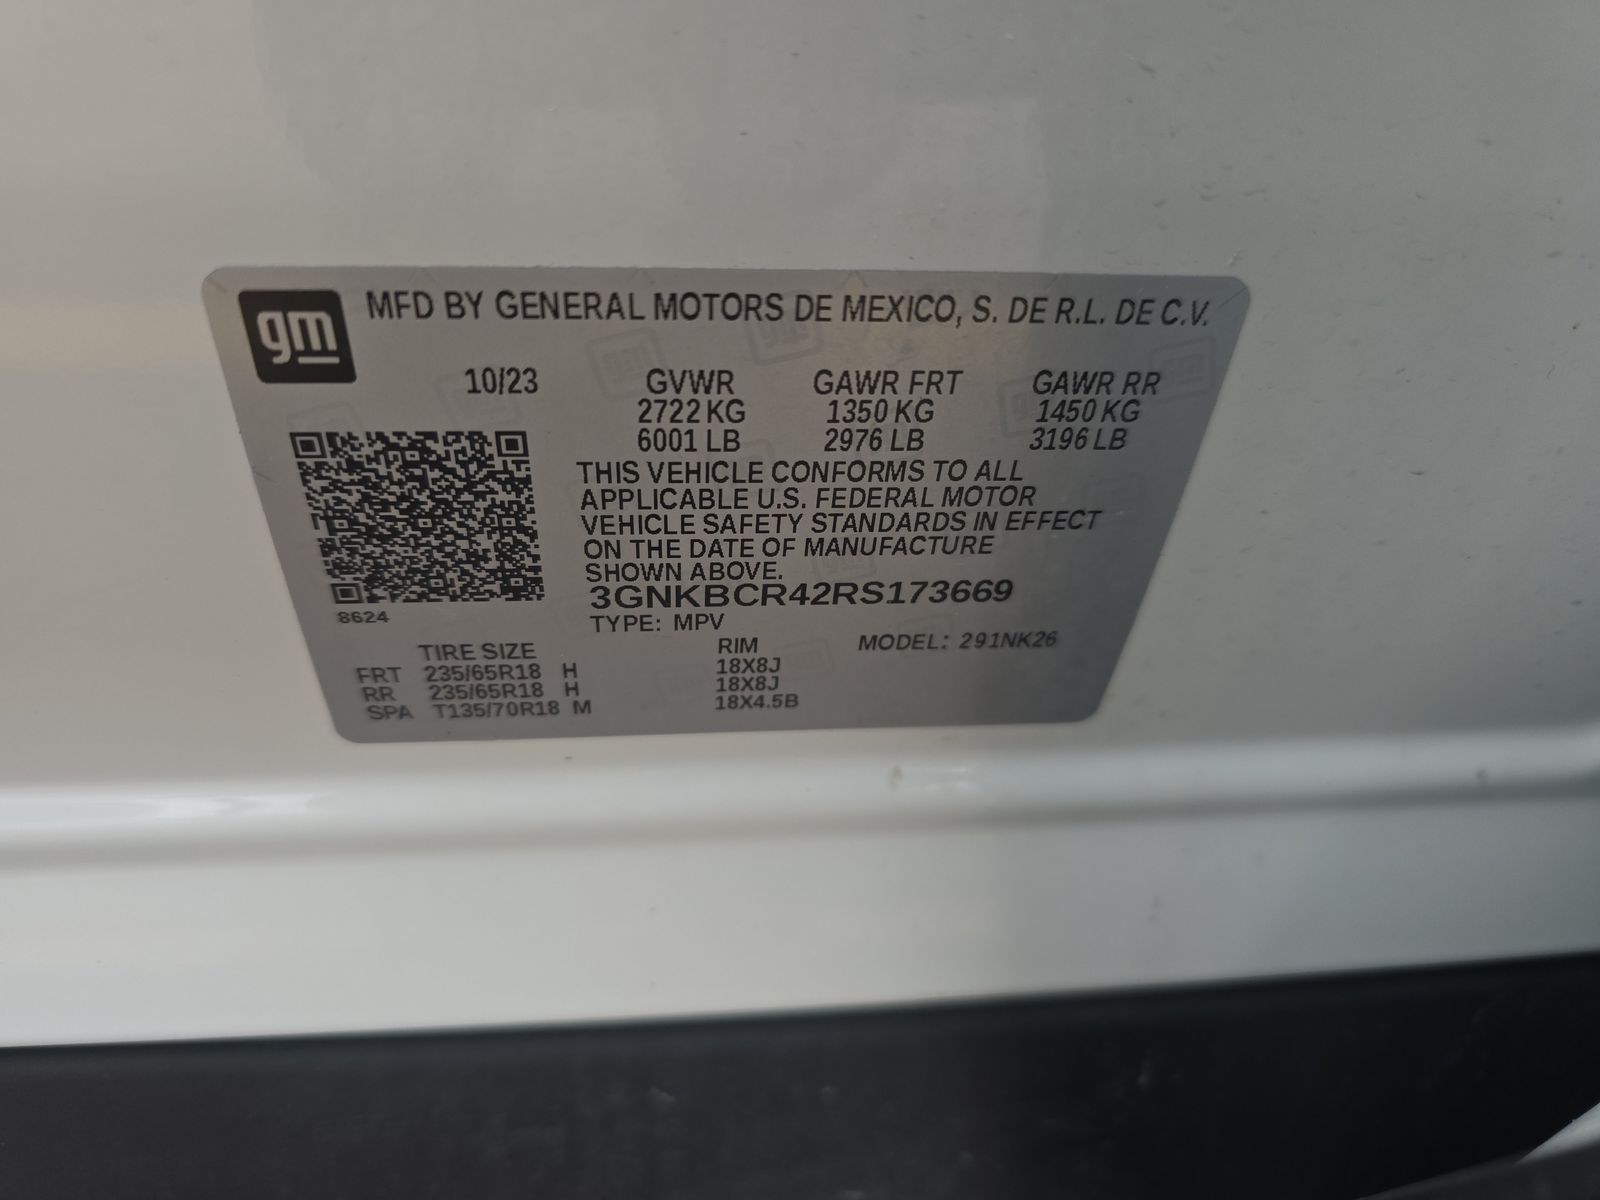 gm
MFD BY GENERAL MOTORS DE MEXICO, S. DE R.L. DE C.V.
10/23 GVWR GAWR FRT GAWR RR
2722 KG 1350 KG 1450 KG
6001 LB 2976 LB 3196 LB
THIS VEHICLE CONFORMS TO ALL
APPLICABLE U.S. FEDERAL MOTOR
VEHICLE SAFETY STANDARDS IN EFFECT
ON THE DATE OF MANUFACTURE
SHOWN ABOVE.
3GNKBCR42RS173669
8624
TYPE: MPV
TIRE SIZE RIM MODEL: 291NK26
FRT 235/65R18 H 18X8J
RR 235/65R18 H 18X8J
SPA T135/70R18 M 18X4.5B